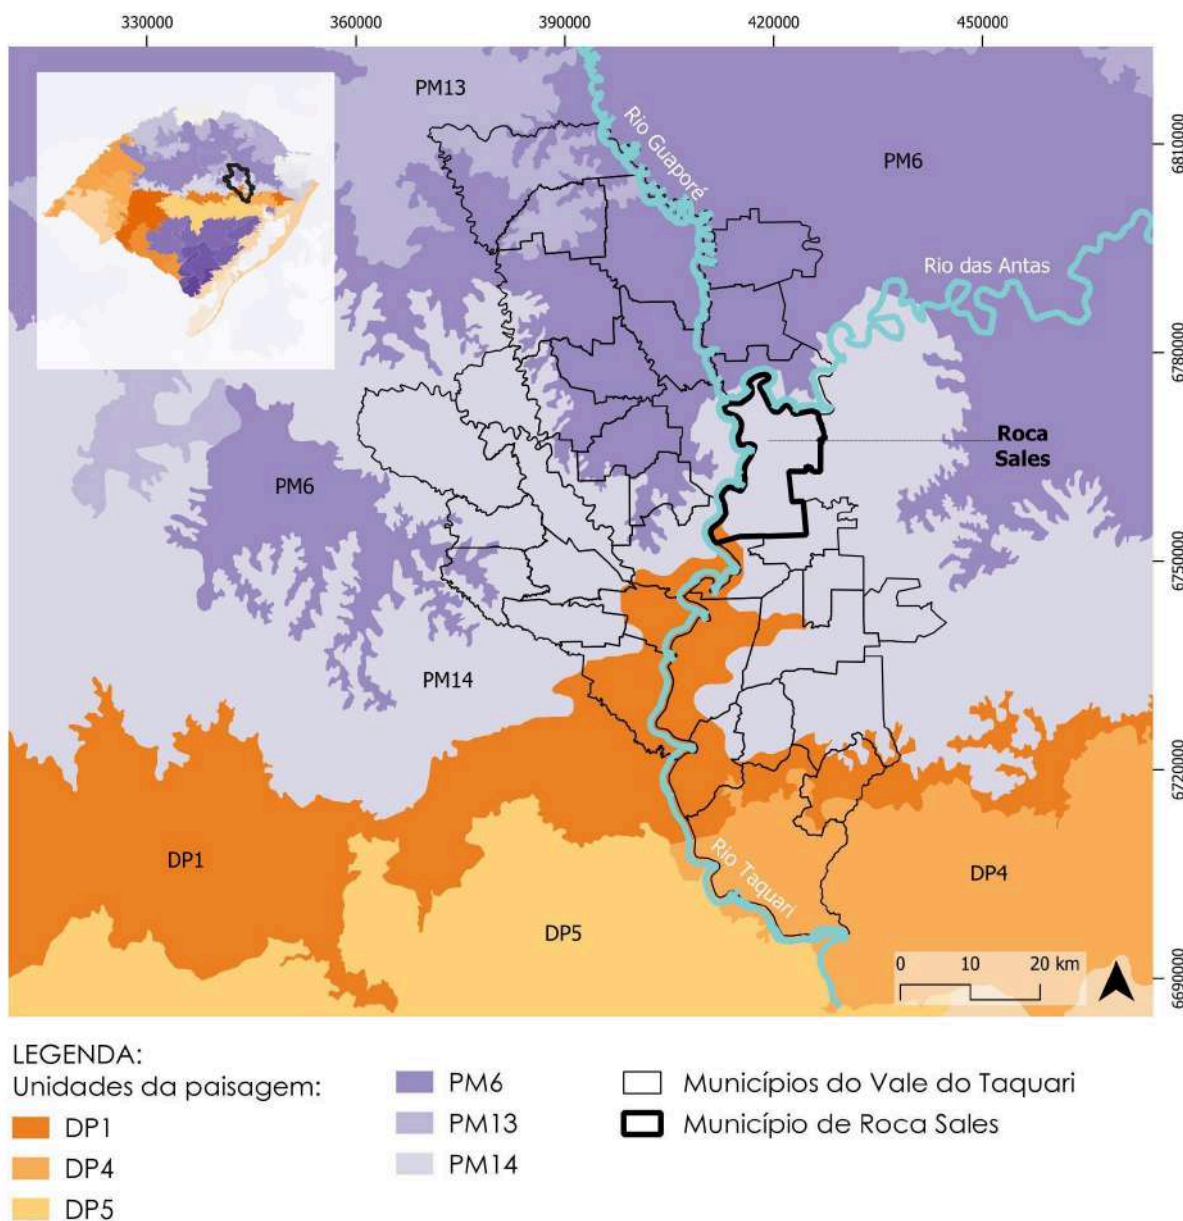 330000 360000 390000 420000 450000
PM13
Rio Guaporé
PM6
6810000
Rio das Antas
6780000
Roca
Sales
PM6
6750000
PM14
6720000
DP1
Rio Taquari
DP4
DP5
0 10 20 km
6690000
LEGENDA:
Unidades da paisagem:
DP1
DP4
DP5
PM6
PM13
PM14
Municípios do Vale do Taquari
Município de Roca Sales